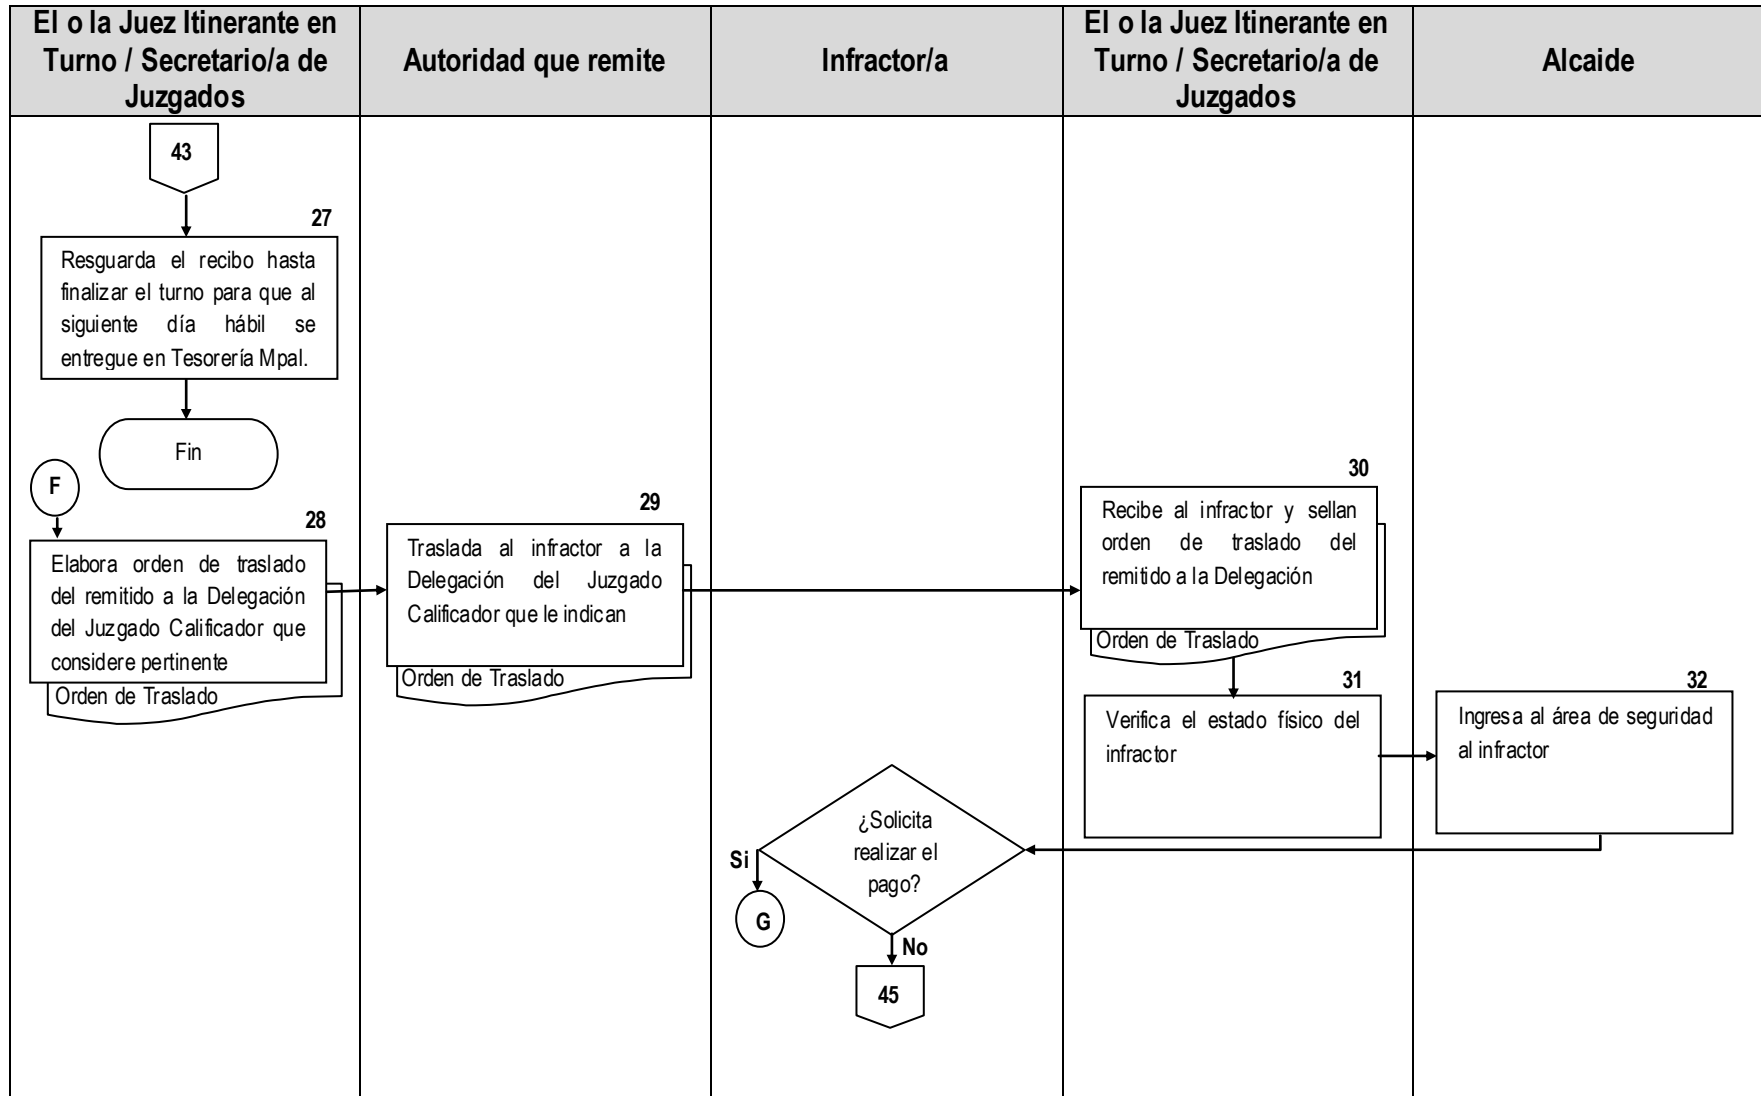 El o la Juez Itinerante en
Turno / Secretario/a de
Juzgados
Autoridad que remite
Infractor/a
El o la Juez Itinerante en
Turno / Secretario/a de
Juzgados
Alcaide
43
27
Resguarda el recibo hasta
finalizar el turno para que al
siguiente día hábil se
entregue en Tesorería Mpal.
Fin
F
28
Elabora orden de traslado
del remitido a la Delegación
del Juzgado Calificador que
considere pertinente
Orden de Traslado
29
Traslada al infractor a la
Delegación del Juzgado
Calificador que le indican
Orden de Traslado
30
Recibe al infractor y sellan
orden de traslado del
remitido a la Delegación
Orden de Traslado
31
Verifica el estado físico del
infractor
32
Ingresa al área de seguridad
al infractor
¿Solicita
realizar el
pago?
Si
G
No
45